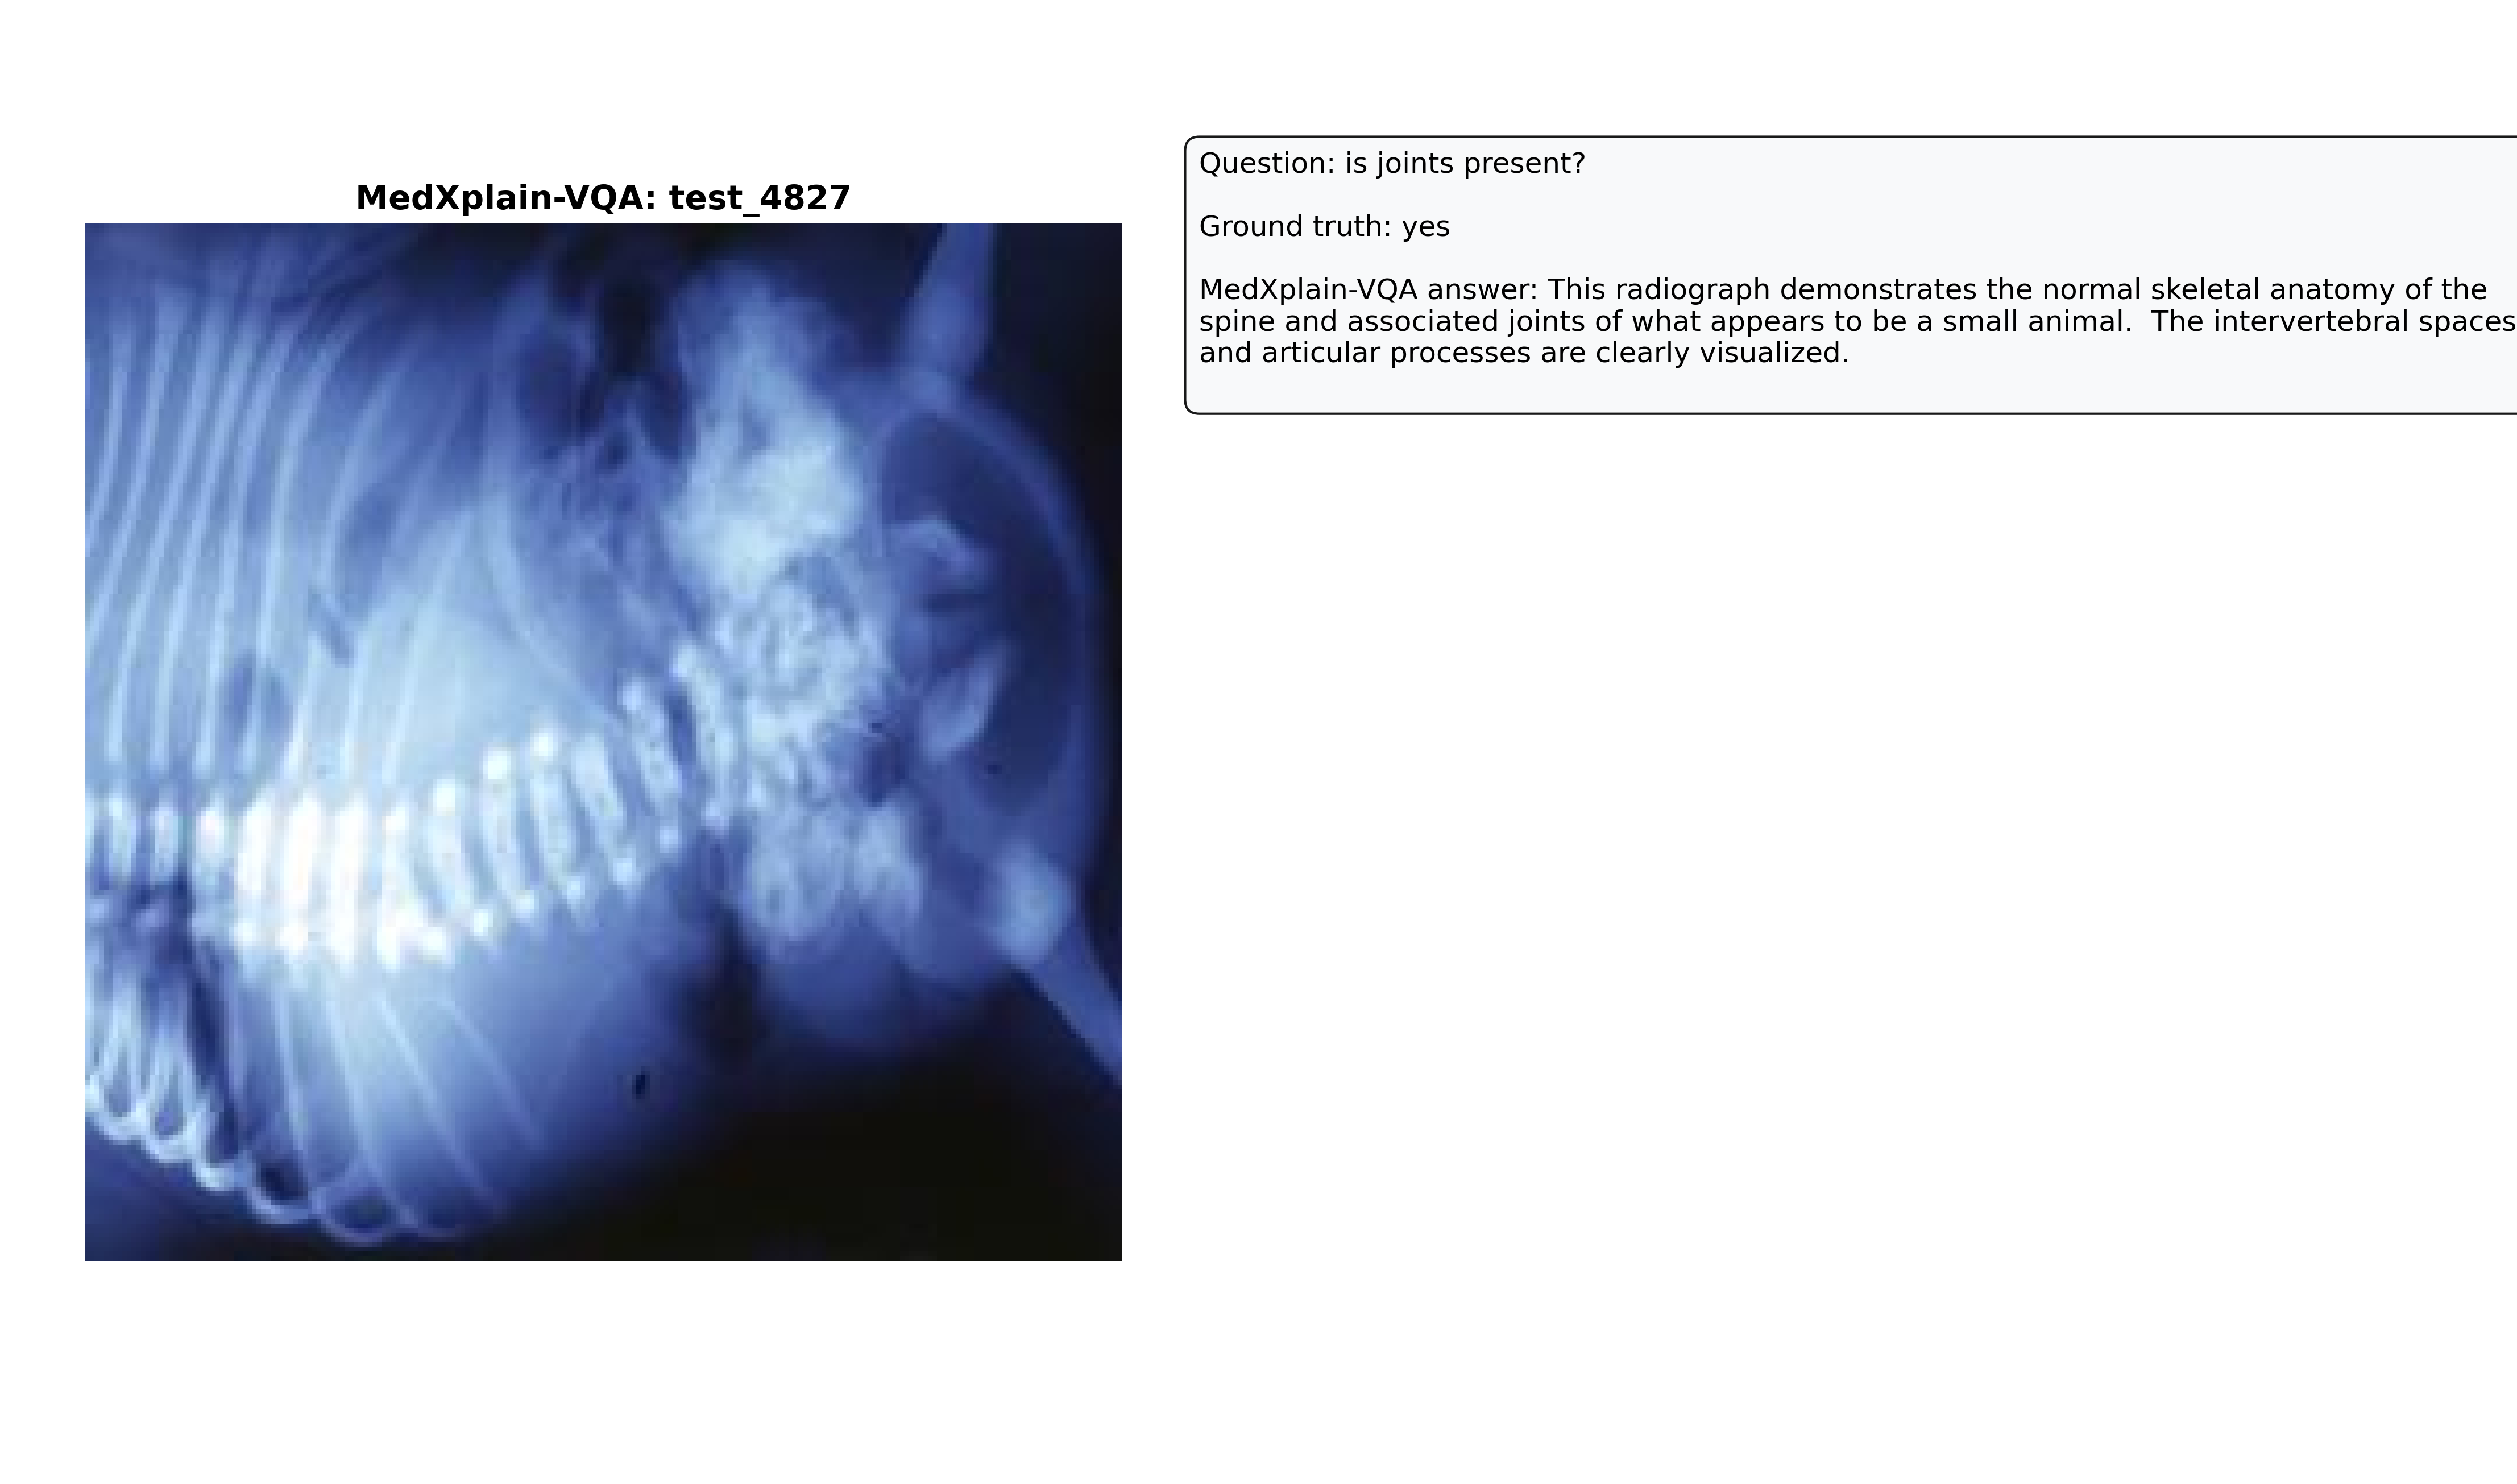 MedXplain-VQA: test_4827
Question: is joints present?
Ground truth: yes
MedXplain-VQA answer: This radiograph demonstrates the normal skeletal anatomy of the
spine and associated joints of what appears to be a small animal.  The intervertebral spaces
and articular processes are clearly visualized.